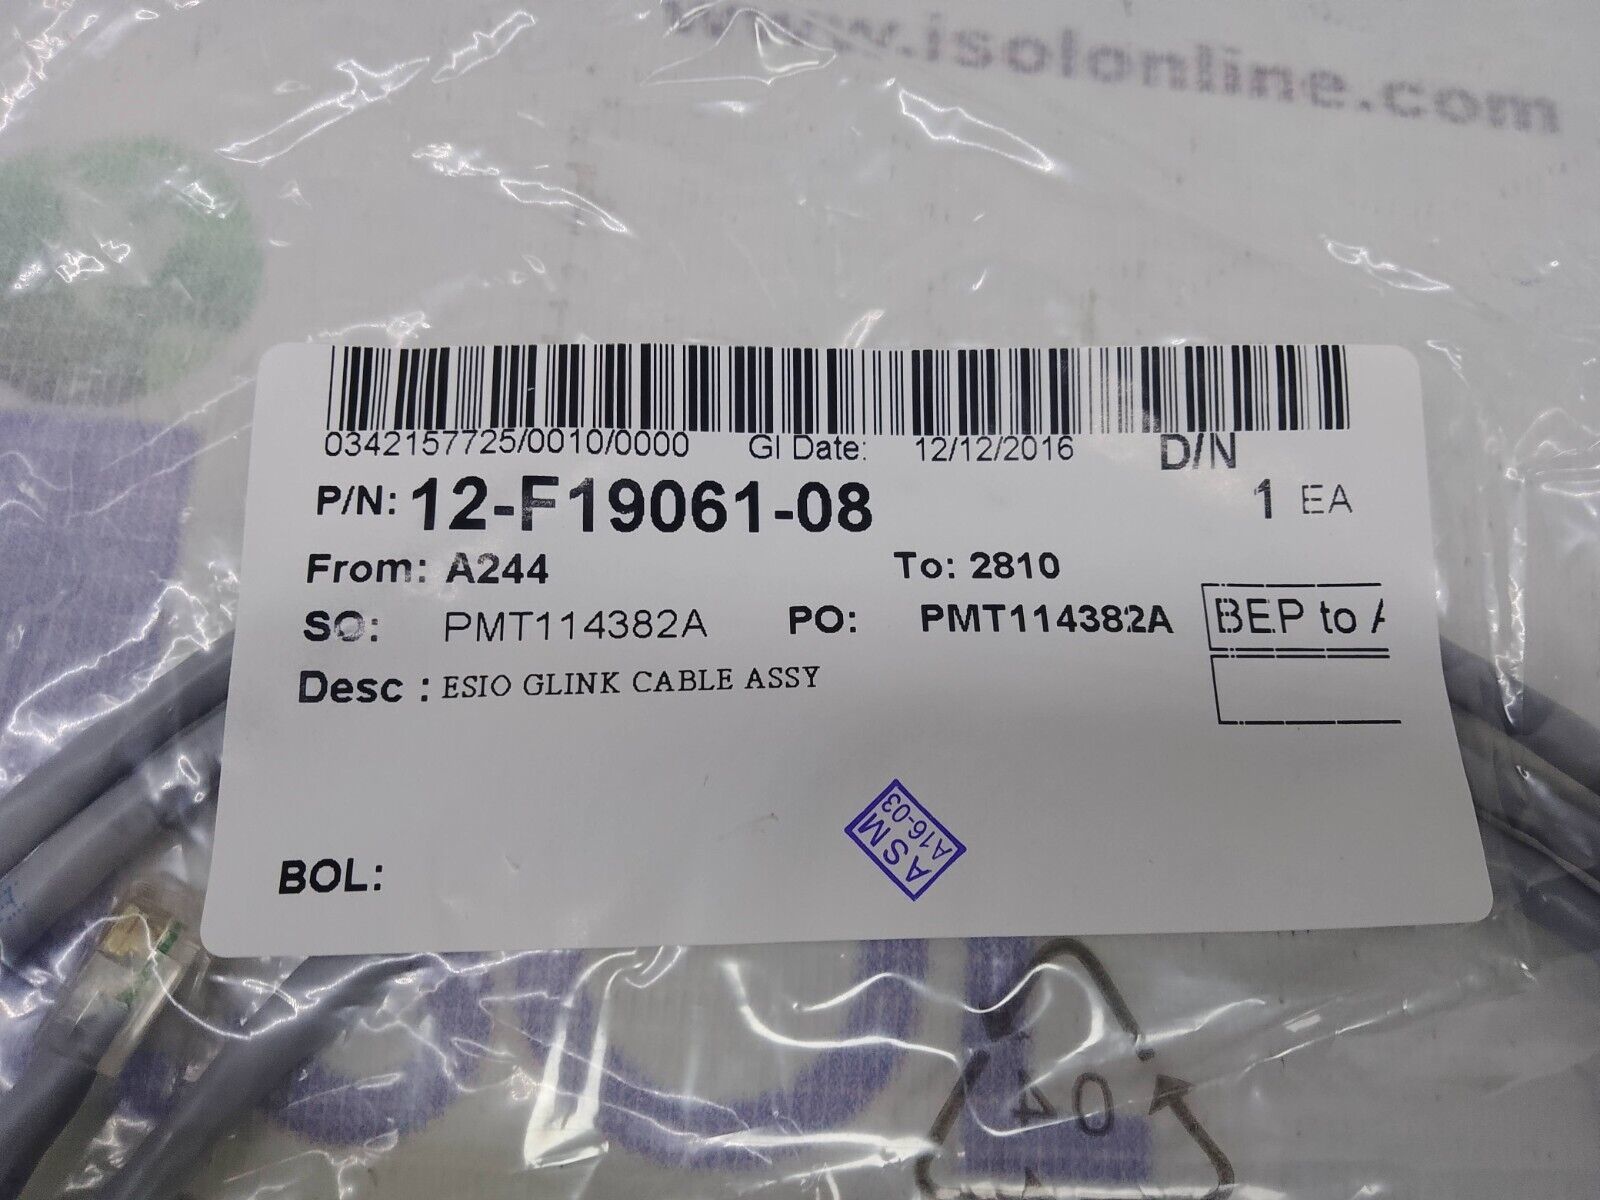 www.isolonline.com
0342157725/0010/0000 GI Date: 12/12/2016 D/N
P/N: 12-F19061-08 1 EA
From: A244 To: 2810
SO: PMT114382A PO: PMT114382A BEP to A
Desc : ESIO GLINK CABLE ASSY
ASM
A116-03
BOL:
04